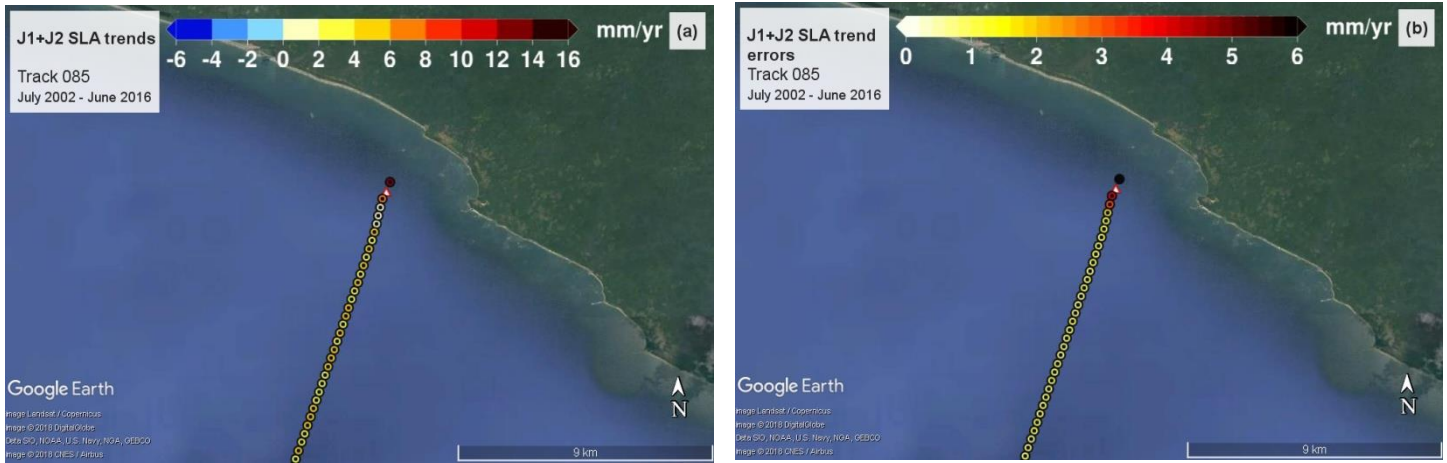 J1+J2 SLA trends
Track 085
July 2002 - June 2016
-6 -4 -2 0 2 4 6 8 10 12 14 16
mm/yr (a)
Google Earth
Image Landsat / Copernicus
Image © 2018 DigitalGlobe
Data SIO, NOAA, U.S. Navy, NGA, GEBCO
Image © 2018 CNES / Airbus
N
9 km
J1+J2 SLA trend
errors
Track 085
July 2002 - June 2016
0 1 2 3 4 5 6
mm/yr (b)
Google Earth
Image Landsat / Copernicus
Image © 2018 DigitalGlobe
Data SIO, NOAA, U.S. Navy, NGA, GEBCO
Image © 2018 CNES / Airbus
N
9 km